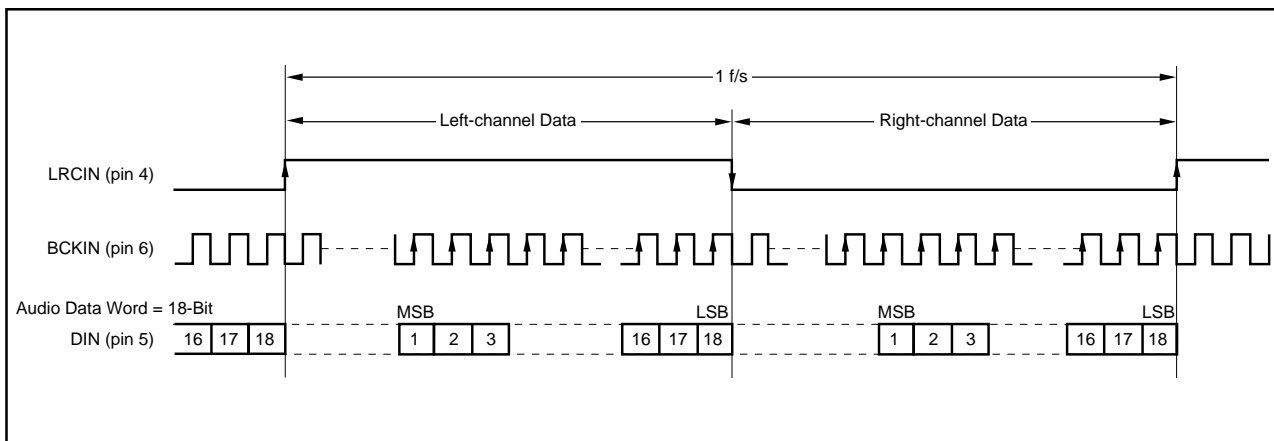 1 f/s
Left-channel Data
Right-channel Data
LRCIN (pin 4)
BCKIN (pin 6)
Audio Data Word = 18-Bit
MSB LSB MSB LSB
DIN (pin 5) 16 17 18 1 2 3 16 17 18 1 2 3 16 17 18